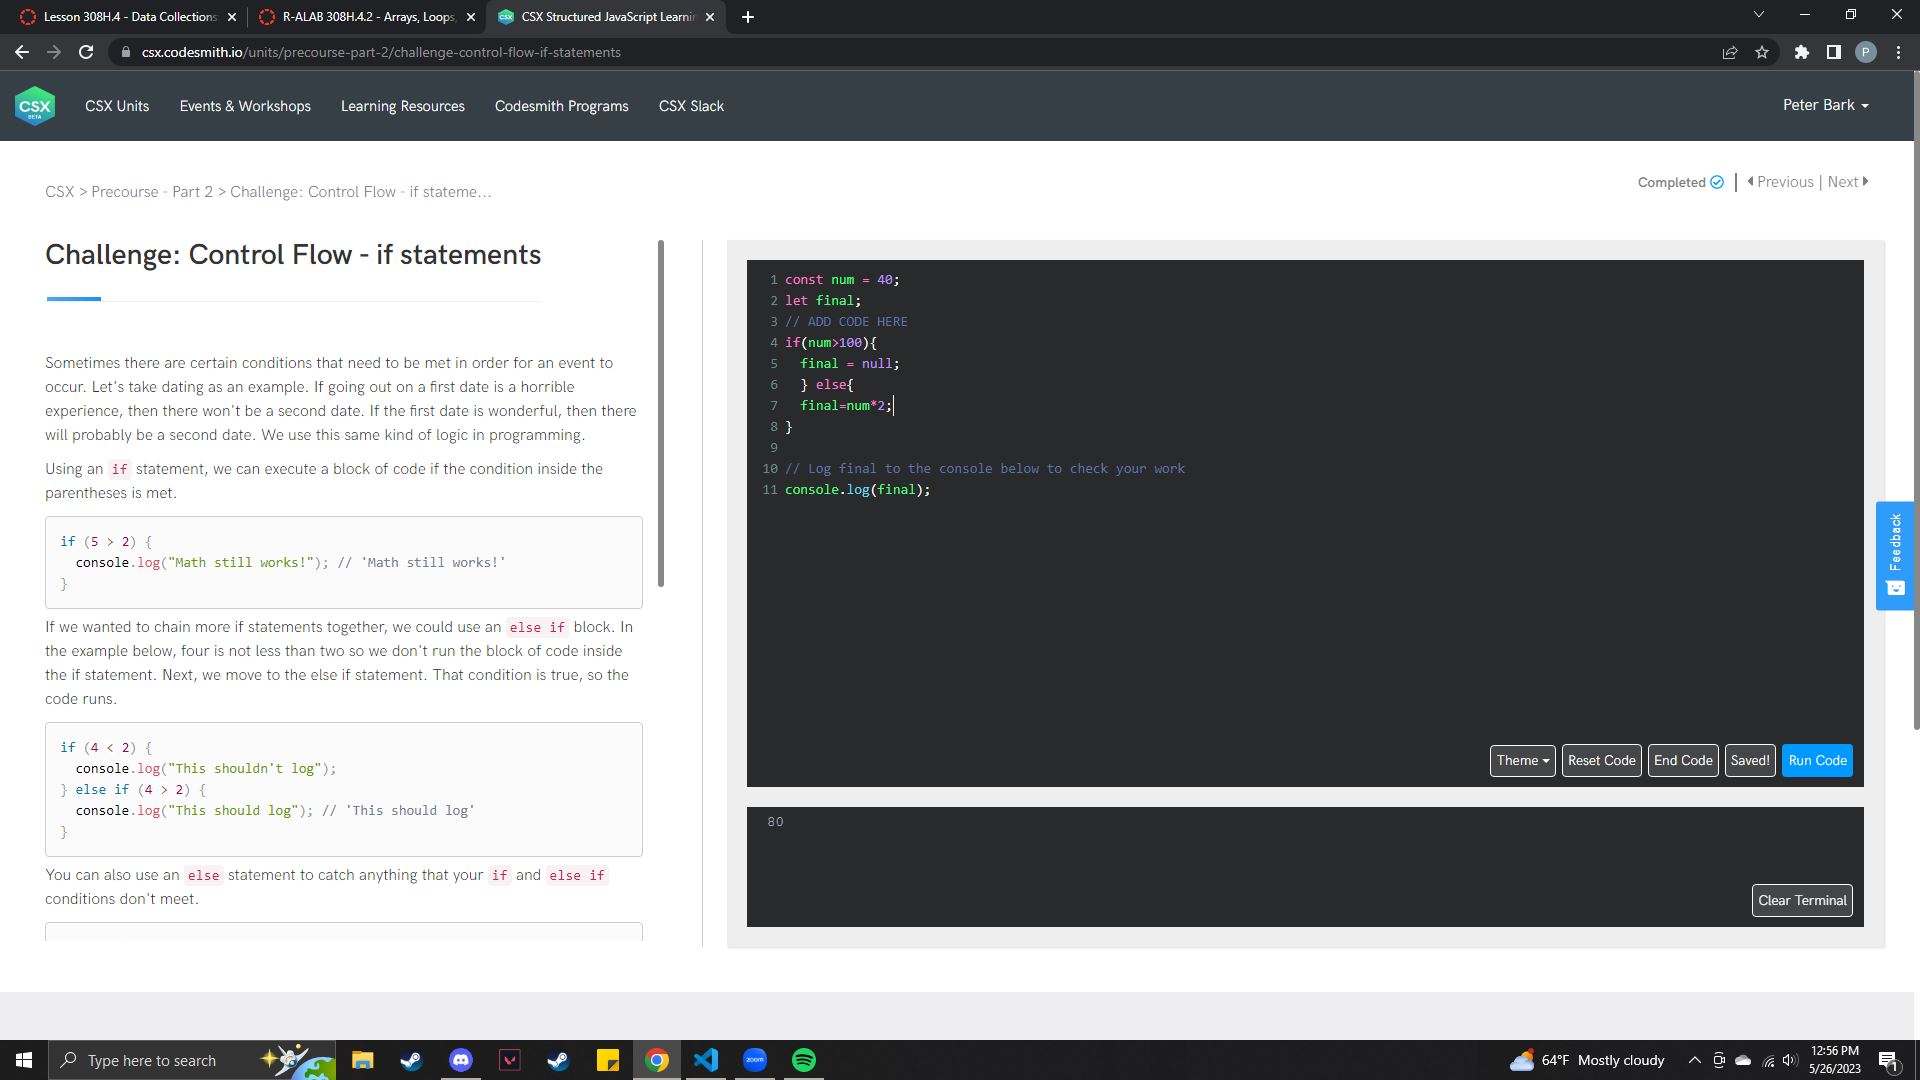 Lesson 308H.4 - Data Collections
R-ALAB 308H.4.2 - Arrays, Loops,
CSX Structured JavaScript Learnin
csx.codesmith.io/units/precourse-part-2/challenge-control-flow-if-statements
P
CSX
BETA
CSX Units
Events & Workshops
Learning Resources
Codesmith Programs
CSX Slack
Peter Bark
CSX > Precourse - Part 2 > Challenge: Control Flow - if stateme...
Completed
Previous | Next
Challenge: Control Flow - if statements
Sometimes there are certain conditions that need to be met in order for an event to
occur. Let's take dating as an example. If going out on a first date is a horrible
experience, then there won't be a second date. If the first date is wonderful, then there
will probably be a second date. We use this same kind of logic in programming.
Using an if statement, we can execute a block of code if the condition inside the
parentheses is met.
if (5 > 2) {
console.log("Math still works!"); // 'Math still works!'
}
If we wanted to chain more if statements together, we could use an else if block. In
the example below, four is not less than two so we don't run the block of code inside
the if statement. Next, we move to the else if statement. That condition is true, so the
code runs.
if (4 < 2) {
console.log("This shouldn't log");
} else if (4 > 2) {
console.log("This should log"); // 'This should log'
}
You can also use an else statement to catch anything that your if and else if
conditions don't meet.
1 const num = 40;
2 let final;
3 // ADD CODE HERE
4 if(num>100){
5 final = null;
6 } else{
7 final=num*2;
8 }
9
10 // Log final to the console below to check your work
11 console.log(final);
Theme
Reset Code
End Code
Saved!
Run Code
80
Clear Terminal
Feedback
Type here to search
zoom
64°F Mostly cloudy
12:56 PM
5/26/2023
1